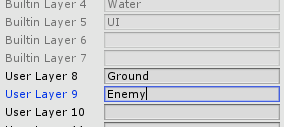 Builtin Layer 4 Water
Builtin Layer 5 UI
Builtin Layer 6
Builtin Layer 7
User Layer 8 Ground
User Layer 9 Enemy
User Layer 10